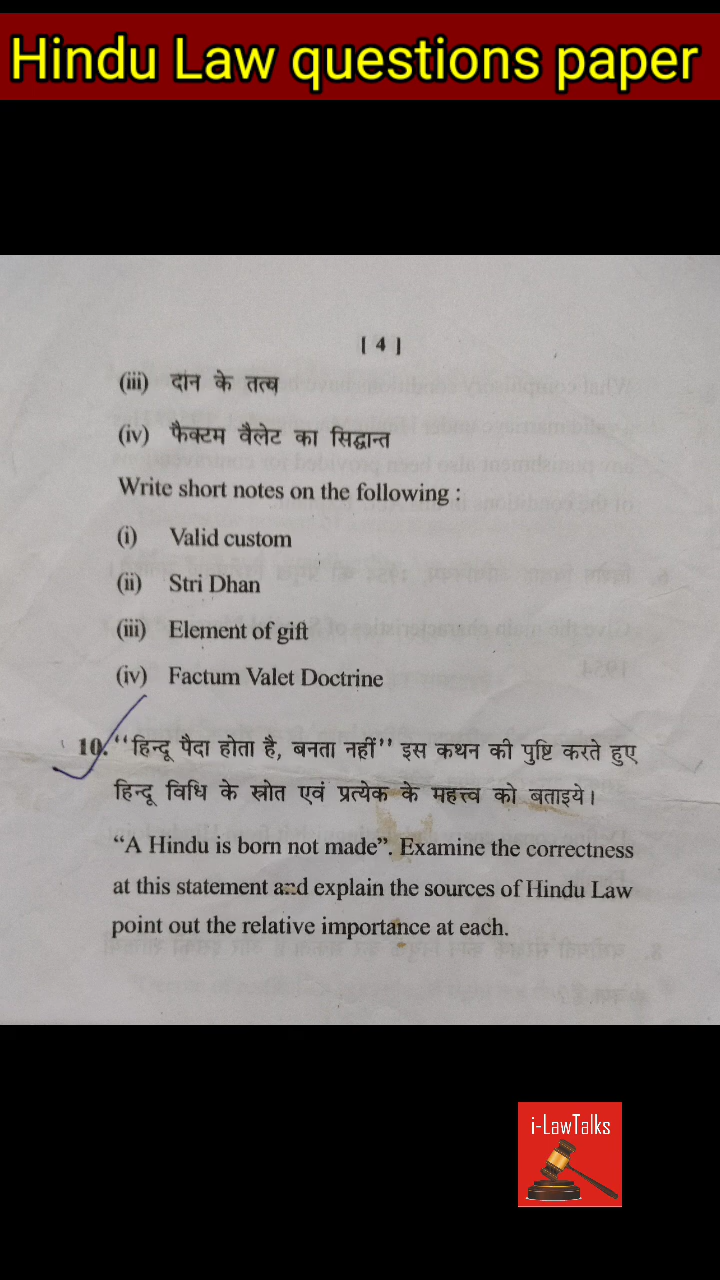 Hindu Law questions paper
[ 4 ]
(iii) दान के तत्व
(iv) फैक्टम वैलेट का सिद्धान्त
Write short notes on the following :
(i) Valid custom
(ii) Stri Dhan
(iii) Element of gift
(iv) Factum Valet Doctrine
10. “हिन्दू पैदा होता है, बनता नहीं” इस कथन की पुष्टि करते हुए
हिन्दू विधि के स्रोत एवं प्रत्येक के महत्त्व को बताइये।
“A Hindu is born not made”. Examine the correctness
at this statement and explain the sources of Hindu Law
point out the relative importance at each.
i-LawTalks